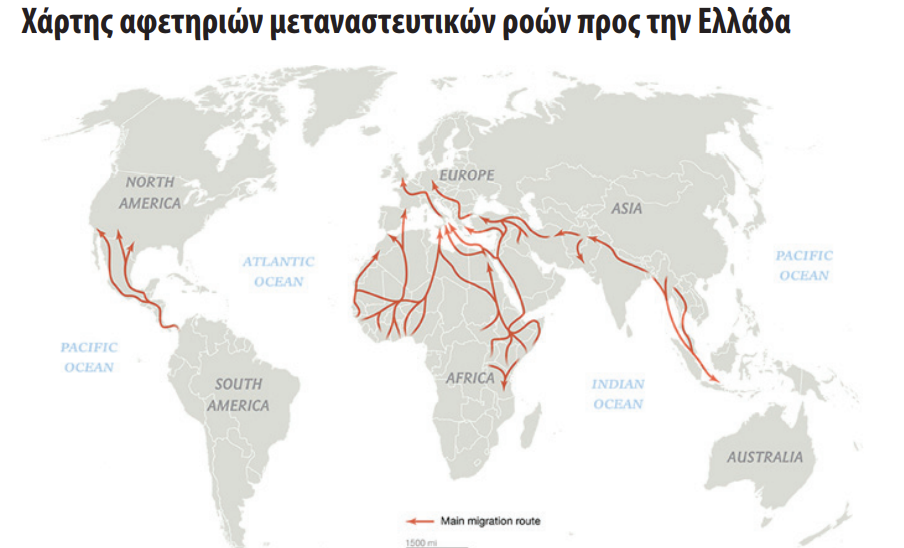 Χάρτης αφετηριών μεταναστευτικών ροών προς την Ελλάδα
NORTH
AMERICA
EUROPE
ASIA
ATLANTIC
OCEAN
PACIFIC
OCEAN
PACIFIC
OCEAN
SOUTH
AMERICA
AFRICA
INDIAN
OCEAN
AUSTRALIA
Main migration route
1500 mi